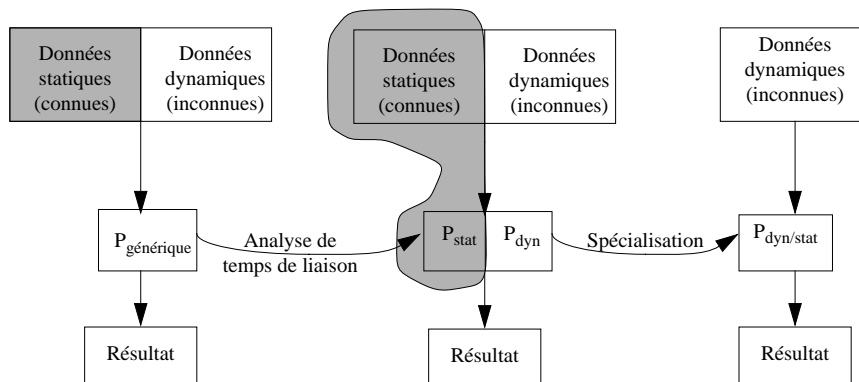 Données
statiques
(connues)
Données
dynamiques
(inconnues)
Données
statiques
(connues)
Données
dynamiques
(inconnues)
Données
dynamiques
(inconnues)
Pgénérique
Analyse de
temps de liaison
Pstat
Pdyn
Spécialisation
Pdyn/stat
Résultat
Résultat
Résultat